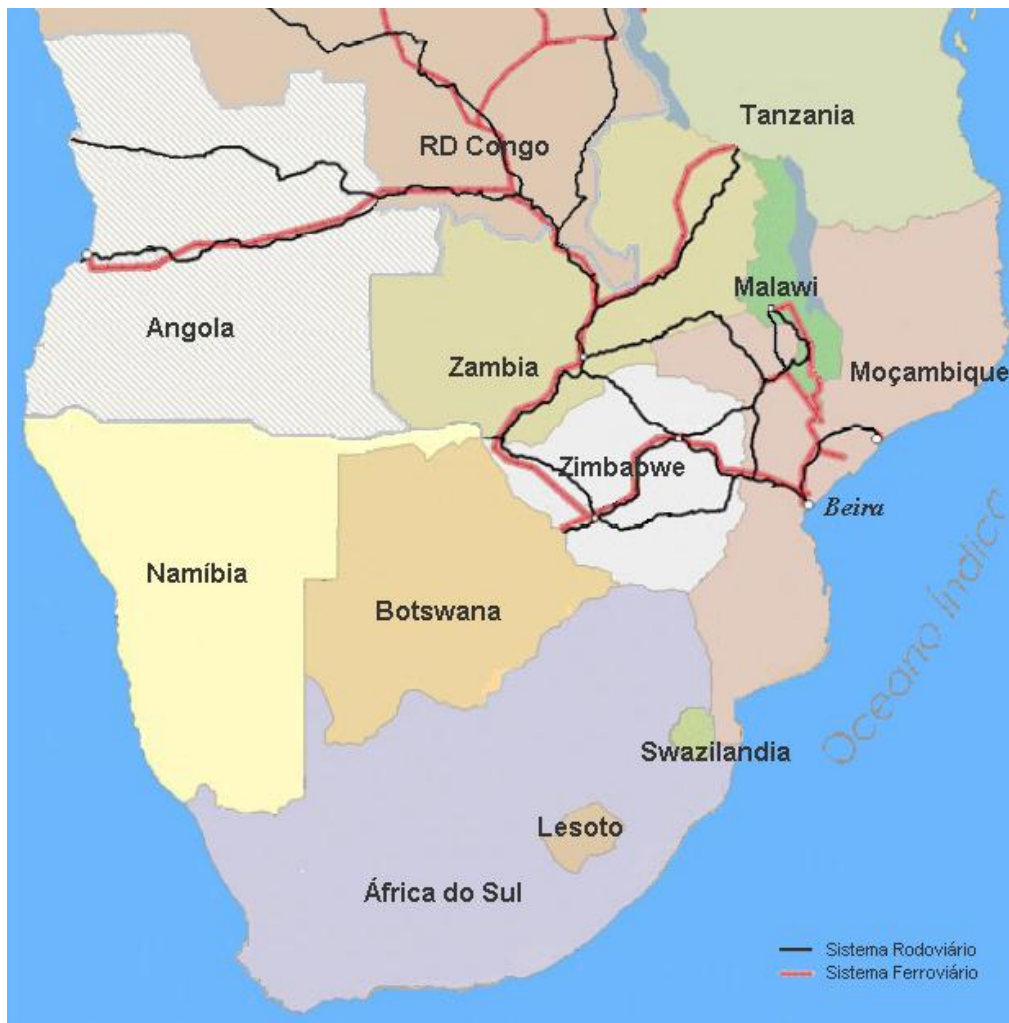 Tanzania
RD Congo
Malawi
Angola
Zambia
Moçambique
Zimbabwe
Beira
Namíbia
Botswana
Oceano Índico
Swazilandia
Lesoto
África do Sul
Sistema Rodoviário
Sistema Ferroviário